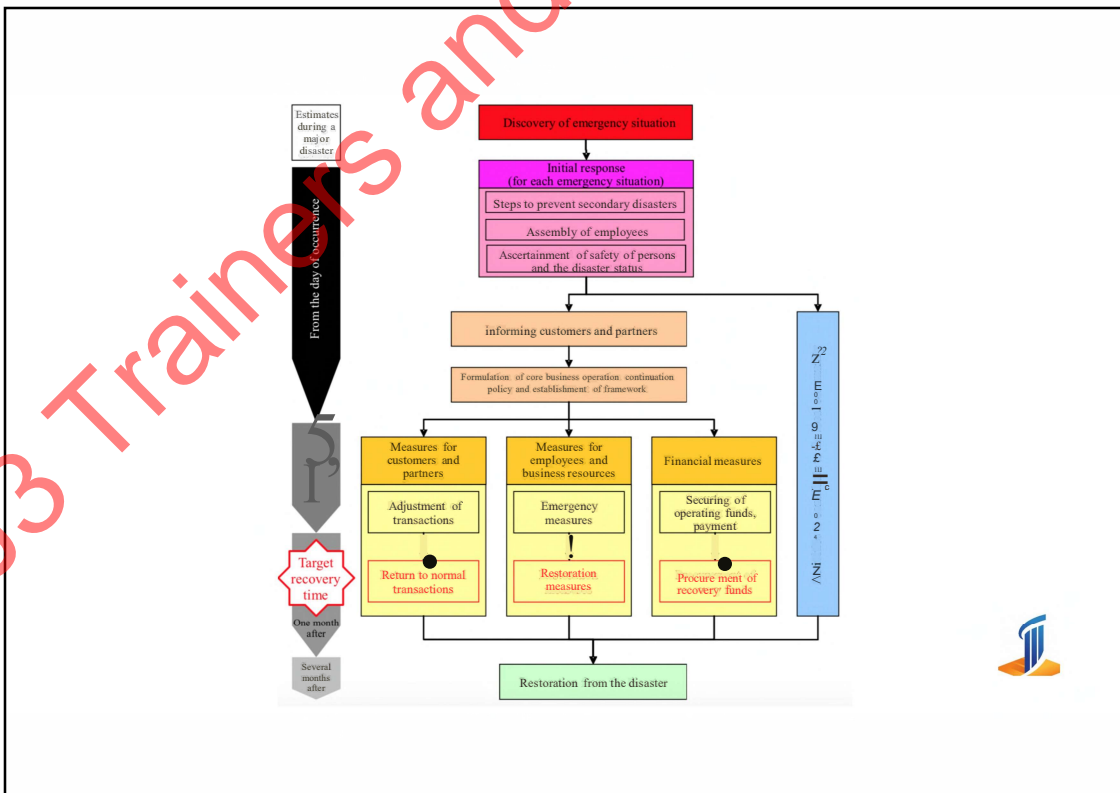 03 Trainers and
Estimates
during a
major
disaster
From the day of occurrence
Target
recovery
time
One month
after
Several
months
after
Discovery of emergency situation
Initial response
(for each emergency situation)
Steps to prevent secondary disasters
Assembly of employees
Ascertainment of safety of persons
and the disaster status
informing customers and partners
Formulation of core business operation continuation
policy and establishment of framework
Measures for
customers and
partners
Adjustment of
transactions
Return to normal
transactions
Measures for
employees and
business resources
Emergency
measures
!
Restoration
measures
Financial measures
Securing of
operating funds,
payment
Procure ment of
recovery funds
Restoration from the disaster